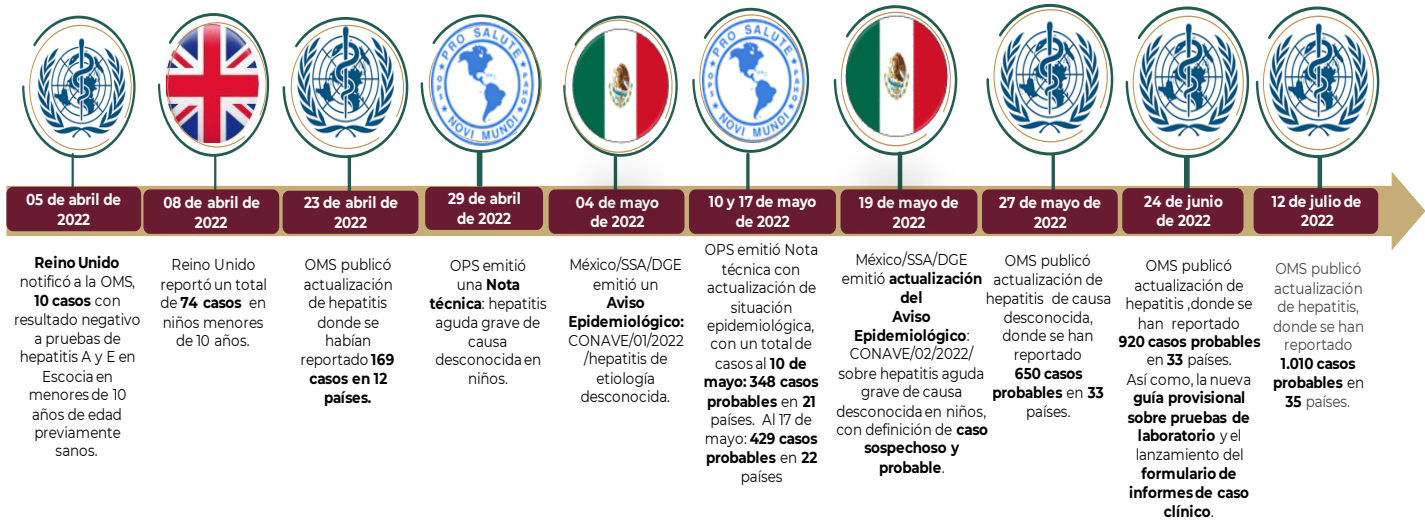 PRO SALUTE
NOVI MUNDI
PRO SALUTE
NOVI MUNDI
05 de abril de
2022
Reino Unido
notificó a la OMS,
10 casos con
resultado negativo
a pruebas de
hepatitis A y E en
Escocia en
menores de 10
años de edad
previamente
sanos.
08 de abril de
2022
Reino Unido
reportó un total
de 74 casos en
niños menores
de 10 años.
23 de abril de
2022
OMS publicó
actualización
de hepatitis
donde se
habían
reportado 169
casos en 12
países.
29 de abril
de 2022
OPS emitió
una Nota
técnica: hepatitis
aguda grave de
causa
desconocida en
niños.
04 de mayo
de 2022
México/SSA/DGE
emitió un
Aviso
Epidemiológico:
CONAVE/01/2022
/hepatitis de
etiología
desconocida.
10 y 17 de mayo
de 2022
OPS emitió Nota
técnica con
actualización de
situación
epidemiológica,
con un total de
casos al 10 de
mayo: 348 casos
probables en 21
países. Al 17 de
mayo: 429 casos
probables en 22
países
19 de mayo de
2022
México/SSA/DGE
emitió actualización
del
Aviso
Epidemiológico:
CONAVE/02/2022/
sobre hepatitis aguda
grave de causa
desconocida en niños,
con definición de caso
sospechoso y
probable.
27 de mayo de
2022
OMS publicó
actualización de
hepatitis de causa
desconocida,
donde se han
reportado
650 casos
probables en 33
países.
24 de junio
de 2022
OMS publicó
actualización de
hepatitis ,donde se
han reportado
920 casos probables
en 33 países.
Así como, la nueva
guía provisional
sobre pruebas de
laboratorio y el
lanzamiento del
formulario de
informes de caso
clínico.
12 de julio de
2022
OMS publicó
actualización
de hepatitis,
donde se han
reportado
1.010 casos
probables en
35 países.